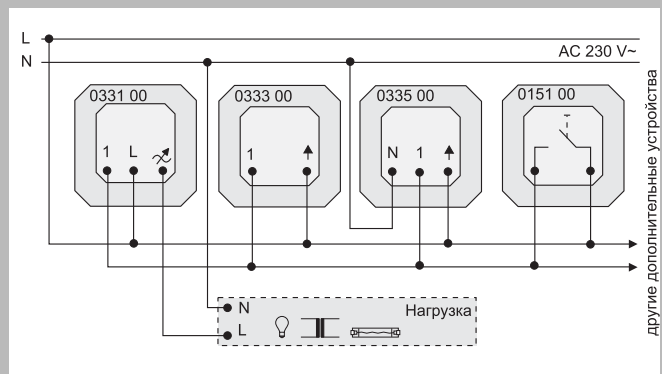 L
N
AC 230 V~
0331 00
0333 00
0335 00
0151 00
1 L
1
N 1
другие дополнительные устройства
N
L
Нагрузка